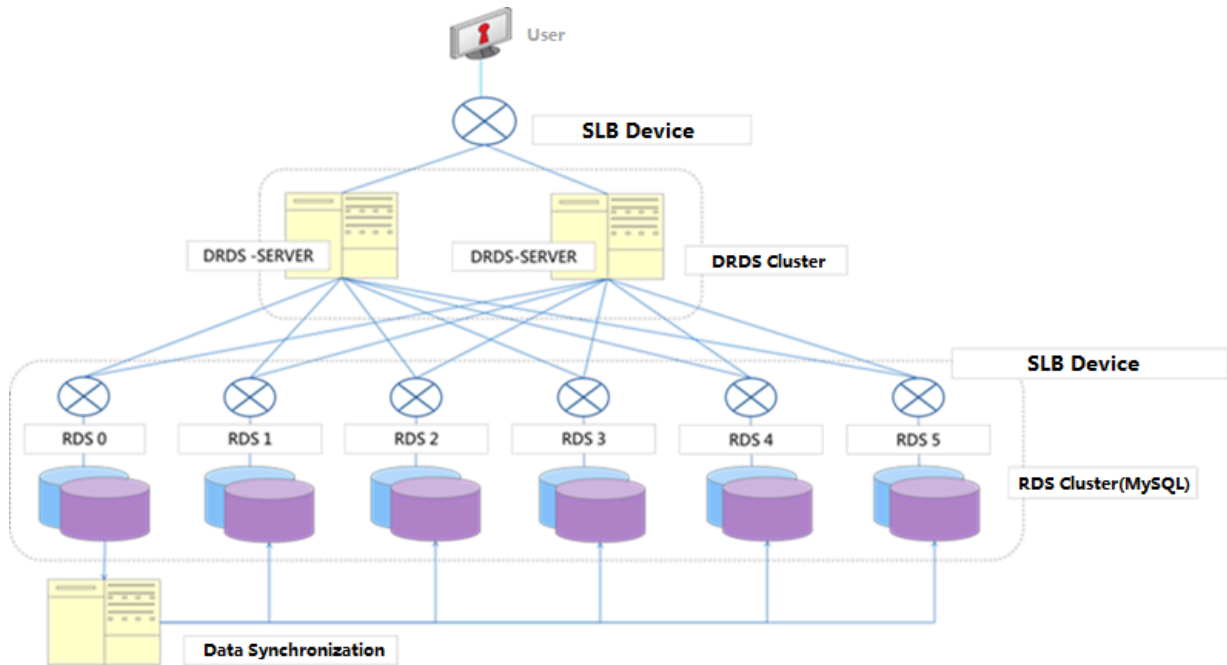 User
SLB Device
DRDS -SERVER
DRDS-SERVER
DRDS Cluster
SLB Device
RDS 0
RDS 1
RDS 2
RDS 3
RDS 4
RDS 5
RDS Cluster(MySQL)
Data Synchronization